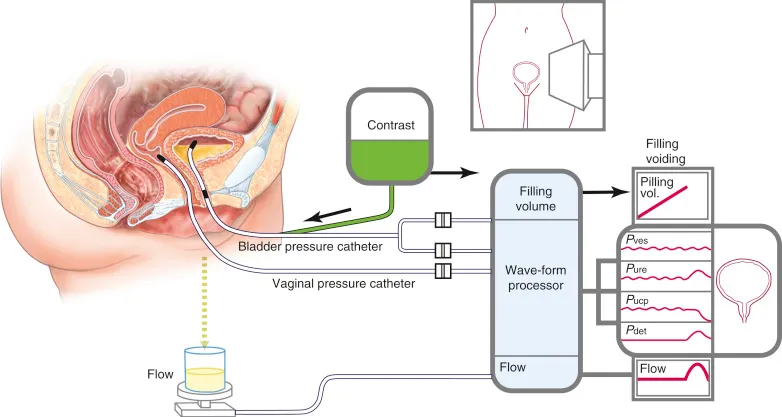 Contrast
Filling
voiding
Pilling
vol.
Filling
volume
Bladder pressure catheter
Vaginal pressure catheter
Wave-form
processor
Pves
Pure
Pucp
Pdet
Flow
Flow
Flow